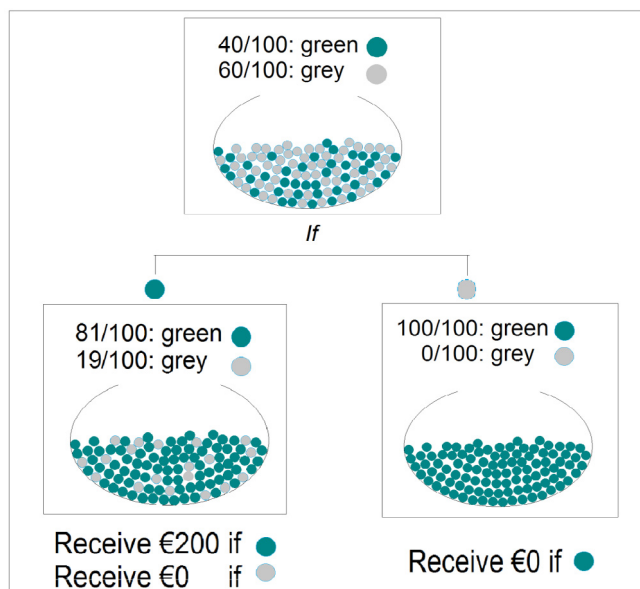 40/100: green
60/100: grey
If
81/100: green
19/100: grey
100/100: green
0/100: grey
Receive €200 if
Receive €0 if
Receive €0 if